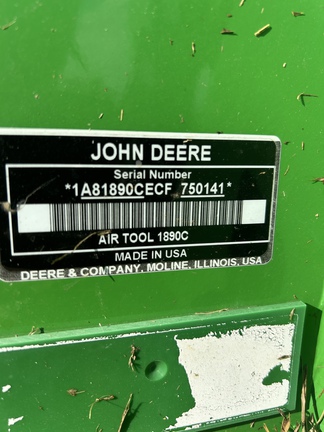 JOHN DEERE
Serial Number
*1A81890CECF 750141*
AIR TOOL 1890C
MADE IN USA
DEERE & COMPANY, MOLINE, ILLINOIS, USA